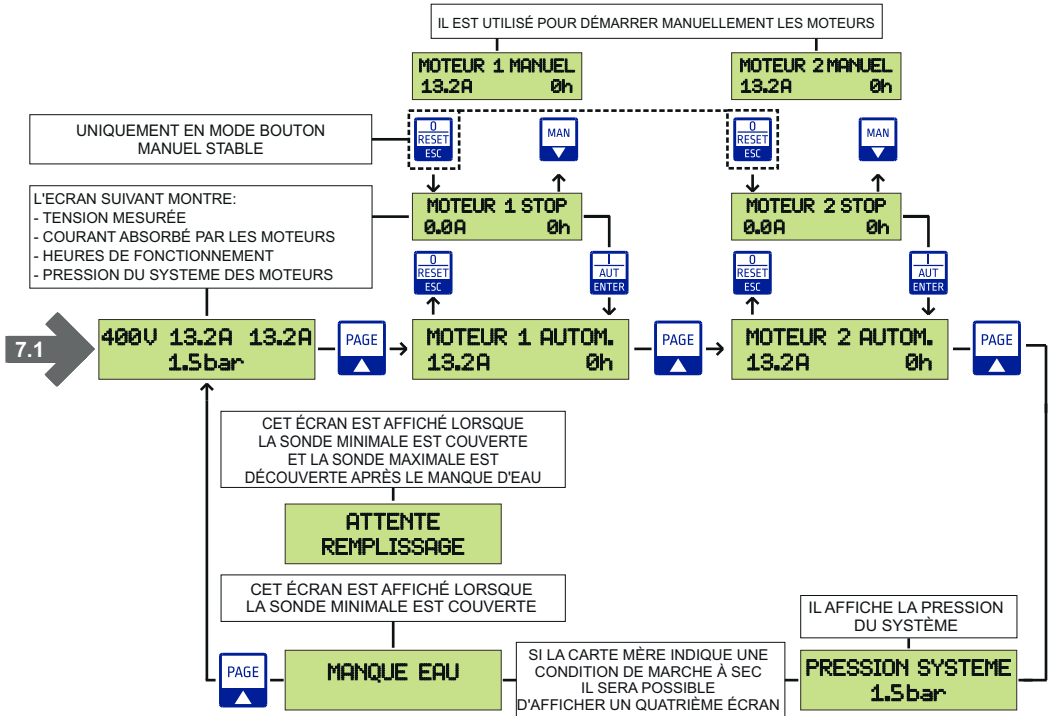 IL EST UTILISÉ POUR DÉMARRER MANUELLEMENT LES MOTEURS
MOTEUR 1 MANUEL
13.2A 0h
MOTEUR 2 MANUEL
13.2A 0h
UNIQUEMENT EN MODE BOUTON
MANUEL STABLE
0
RESET
ESC
MAN
0
RESET
ESC
MAN
L'ECRAN SUIVANT MONTRE:
- TENSION MESURÉE
- COURANT ABSORBÉ PAR LES MOTEURS
- HEURES DE FONCTIONNEMENT
- PRESSION DU SYSTEME DES MOTEURS
MOTEUR 1 STOP
0.0A 0h
MOTEUR 2 STOP
0.0A 0h
0
RESET
ESC
I
AUT
ENTER
0
RESET
ESC
I
AUT
ENTER
7.1
400V 13.2A 13.2A
1.5bar
PAGE
MOTEUR 1 AUTOM.
13.2A 0h
PAGE
MOTEUR 2 AUTOM.
13.2A 0h
PAGE
CET ÉCRAN EST AFFICHÉ LORSQUE
LA SONDE MINIMALE EST COUVERTE
ET LA SONDE MAXIMALE EST
DÉCOUVERTE APRÈS LE MANQUE D'EAU
ATTENTE
REMPLISSAGE
CET ÉCRAN EST AFFICHÉ LORSQUE
LA SONDE MINIMALE EST COUVERTE
IL AFFICHE LA PRESSION
DU SYSTÈME
PAGE
MANQUE EAU
SI LA CARTE MÈRE INDIQUE UNE
CONDITION DE MARCHE À SEC
IL SERA POSSIBLE
D'AFFICHER UN QUATRIÈME ÉCRAN
PRESSION SYSTEME
1.5bar